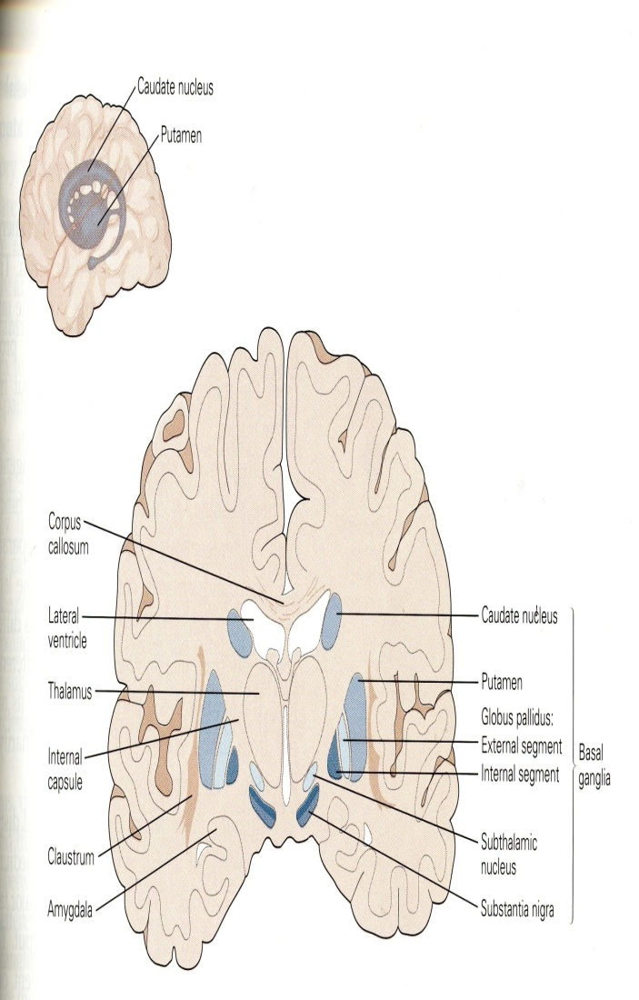 Caudate nucleus
Putamen
Corpus
callosum
Lateral
ventricle
Thalamus
Internal
capsule
Claustrum
Amygdala
Caudate nucleus
Putamen
Globus pallidus:
External segment
Internal segment
Subthalamic
nucleus
Substantia nigra
Basal
ganglia